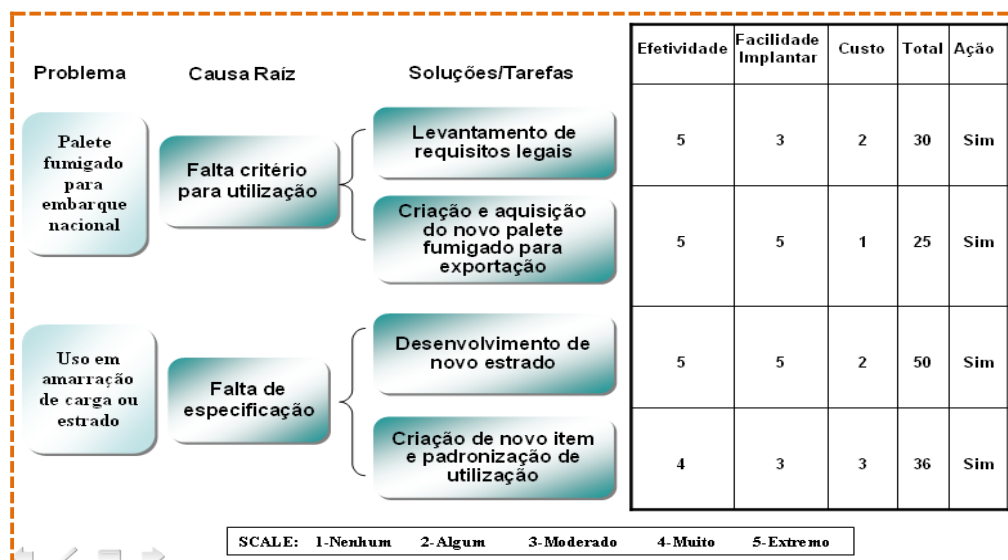 Problema
Causa Raíz
Soluções/Tarefas
Efetividade
Facilidade
Implantar
Custo
Total
Ação
Palete
fumigado
para
embarque
nacional
Falta critério
para utilização
Levantamento de
requisitos legais
5 3 2 30 Sim
Criação e aquisição
do novo palete
fumigado para
exportação
5 5 1 25 Sim
Uso em
amarração
de carga ou
estrado
Falta de
especificação
Desenvolvimento de
novo estrado
5 5 2 50 Sim
Criação de novo item
e padronização de
utilização
4 3 3 36 Sim
SCALE: 1-Nenhum 2-Algum 3-Moderado 4-Muito 5-Extremo